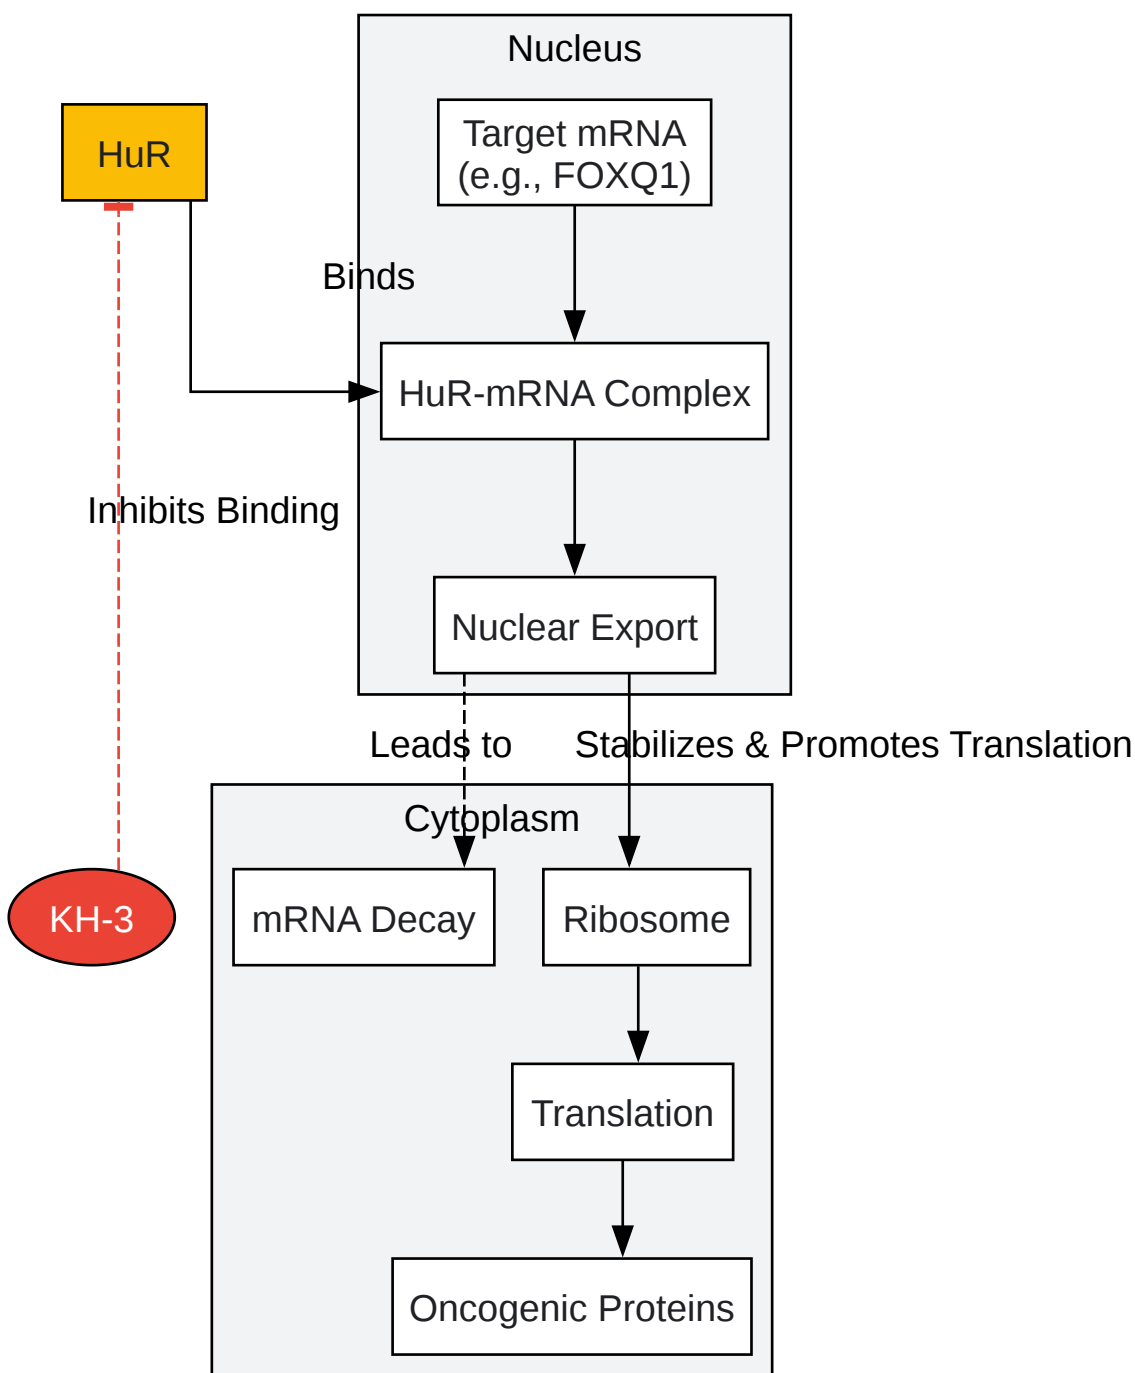 Nucleus
HuR
Target mRNA
(e.g., FOXQ1)
Binds
HuR-mRNA Complex
Inhibits Binding
Nuclear Export
Leads to
Stabilizes & Promotes Translation
Cytoplasm
KH-3
mRNA Decay
Ribosome
Translation
Oncogenic Proteins